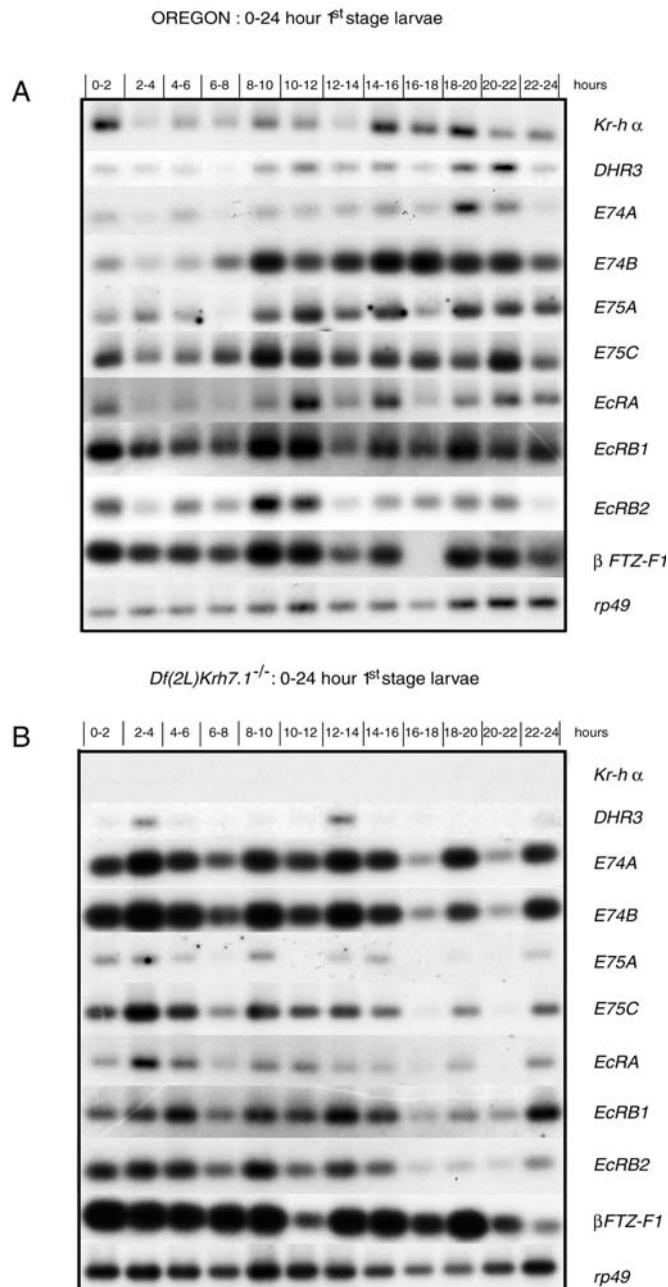 OREGON : 0-24 hour 1st stage larvae
A
0-2 2-4 4-6 6-8 8-10 10-12 12-14 14-16 16-18 18-20 20-22 22-24 hours
Kr-h α
DHR3
E74A
E74B
E75A
E75C
EcRA
EcRB1
EcRB2
β FTZ-F1
rp49
Df(2L)Krh7.1-/- : 0-24 hour 1st stage larvae
B
0-2 2-4 4-6 6-8 8-10 10-12 12-14 14-16 16-18 20-22 22-24 hours
Kr-h α
DHR3
E74A
E74B
E75A
E75C
EcRA
EcRB1
EcRB2
βFTZ-F1
rp49